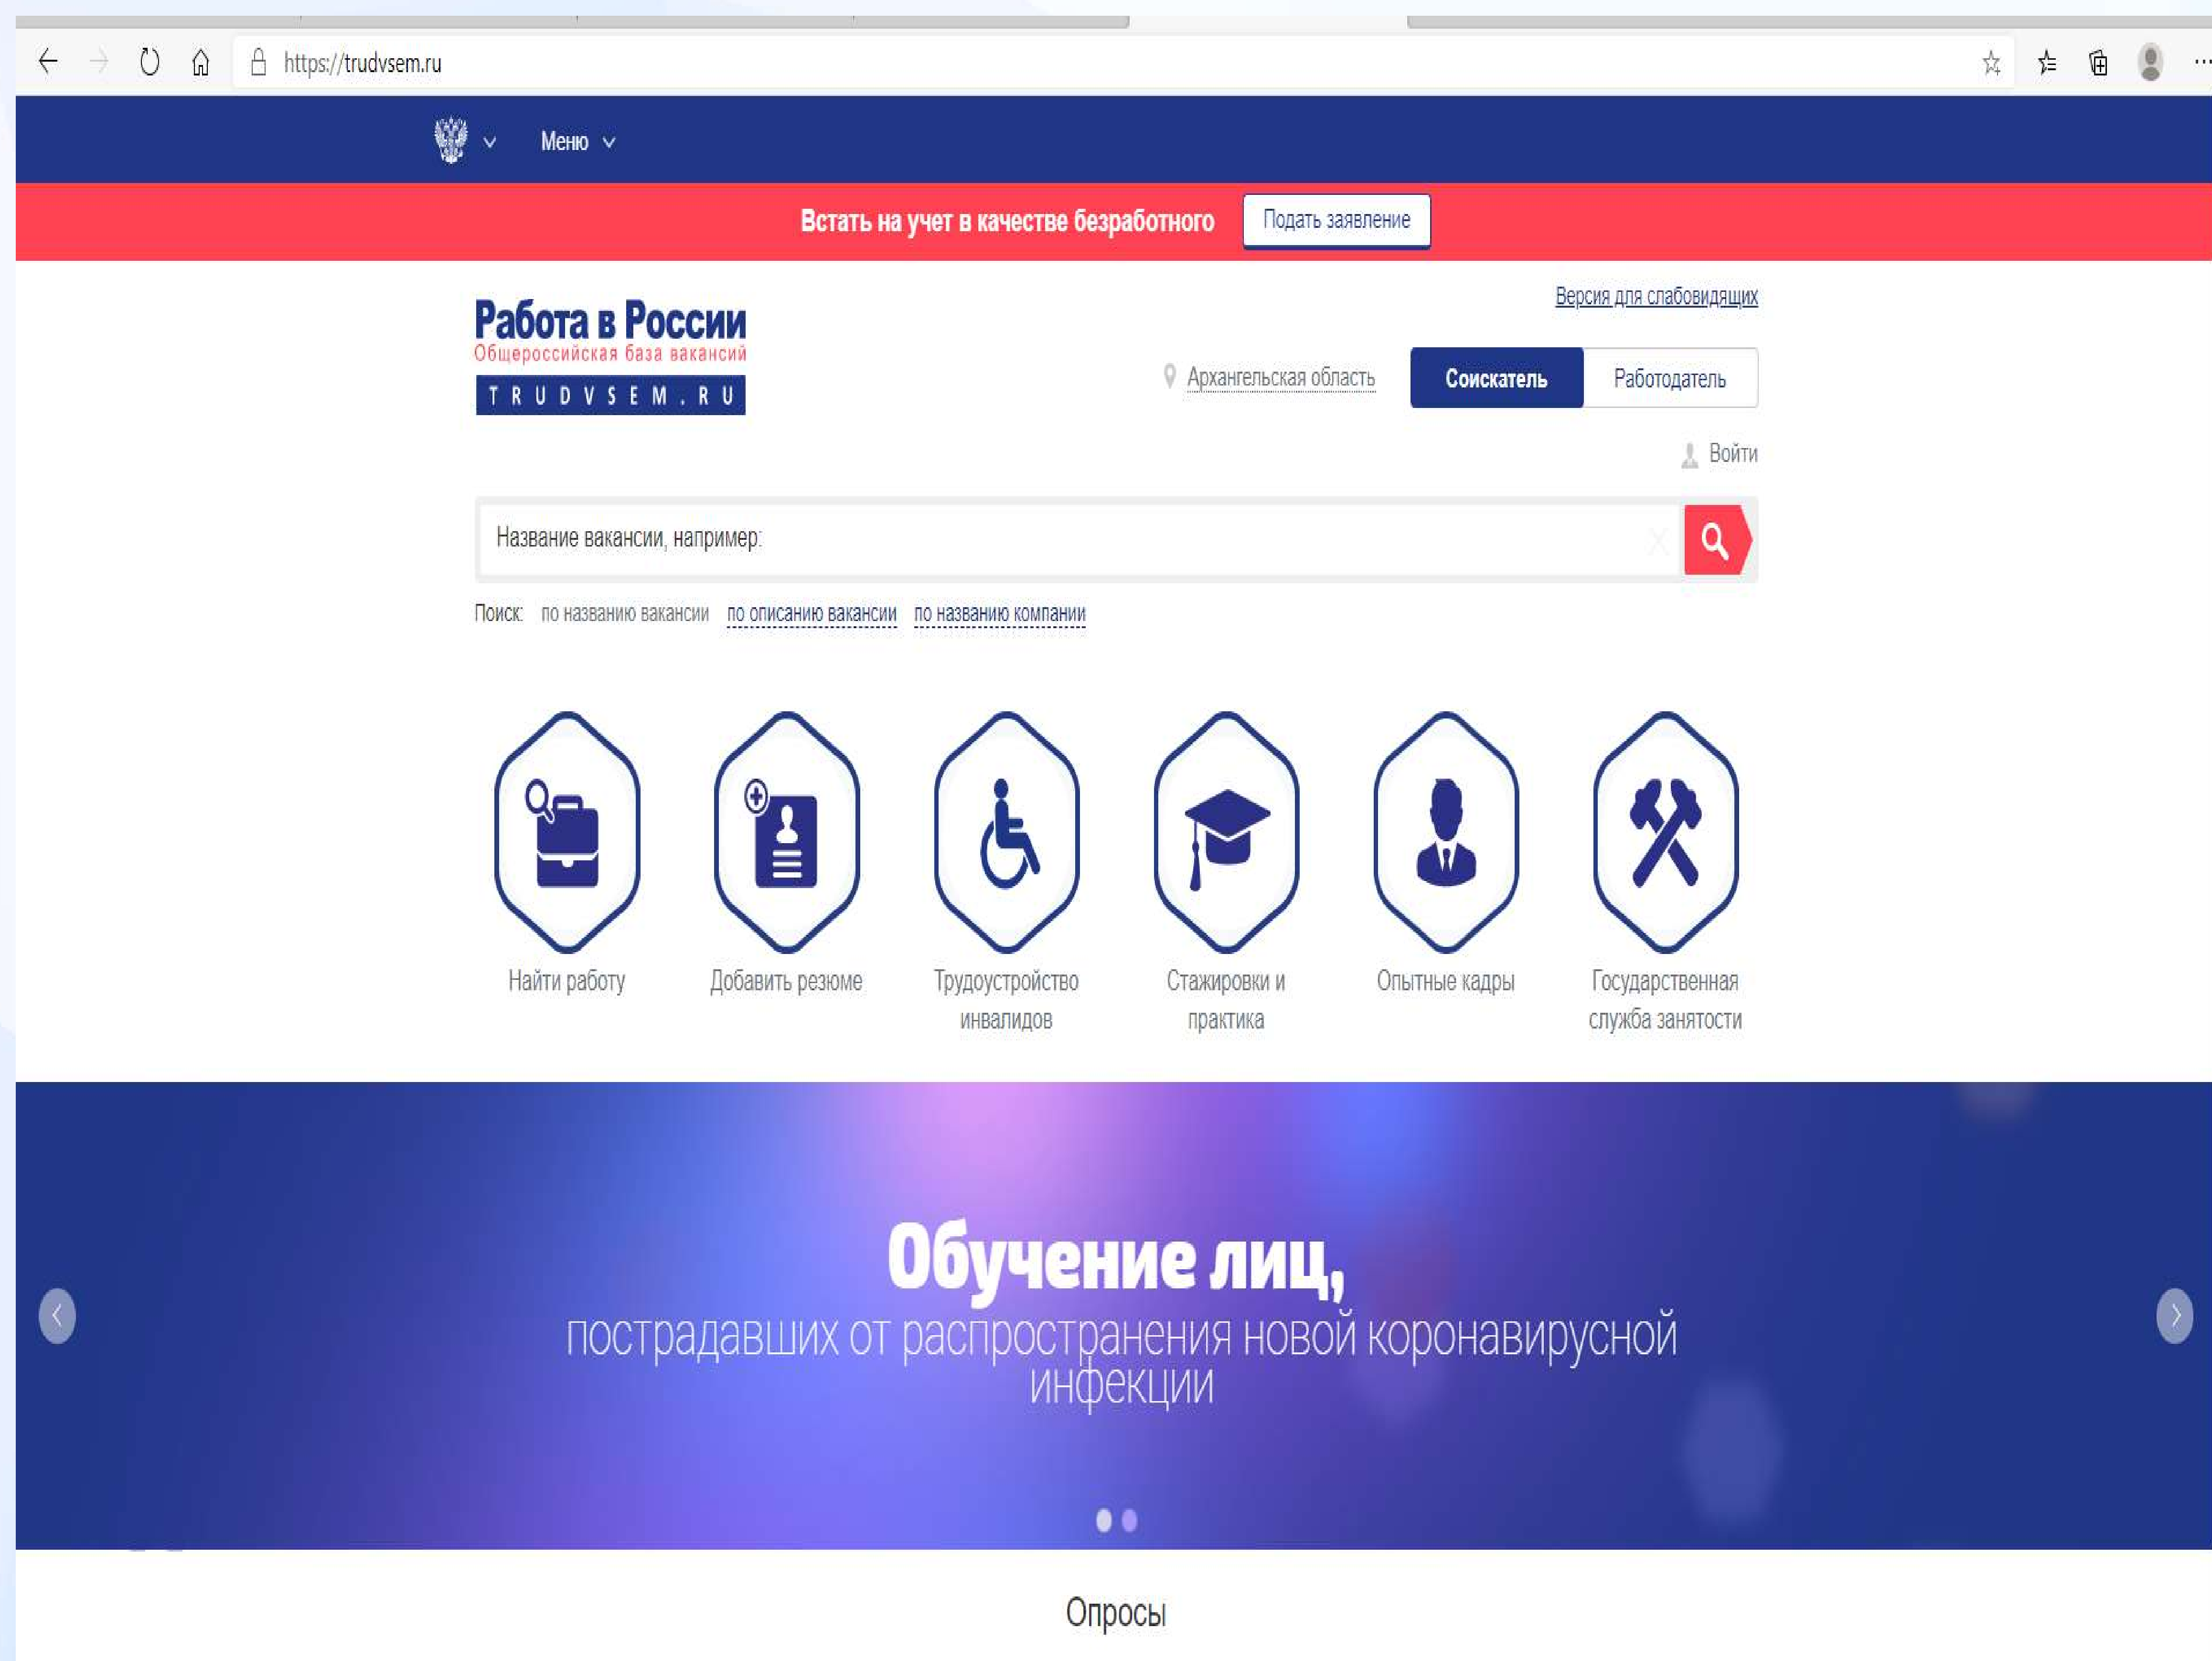 https://trudvsem.ru
Меню
Встать на учет в качестве безработного
Подать заявление
Версия для слабовидящих
Работа в России
Общероссийская база вакансий
TRUDVSEM.RU
Архангельская область
Соискатель
Работодатель
Войти
Название вакансии, например:
Поиск: по названию вакансии по описанию вакансии по названию компании
Найти работу
Добавить резюме
Трудоустройство
инвалидов
Стажировки и
практика
Опытные кадры
Государственная
служба занятости
Обучение лиц,
пострадавших от распространения новой коронавирусной
инфекции
Опросы